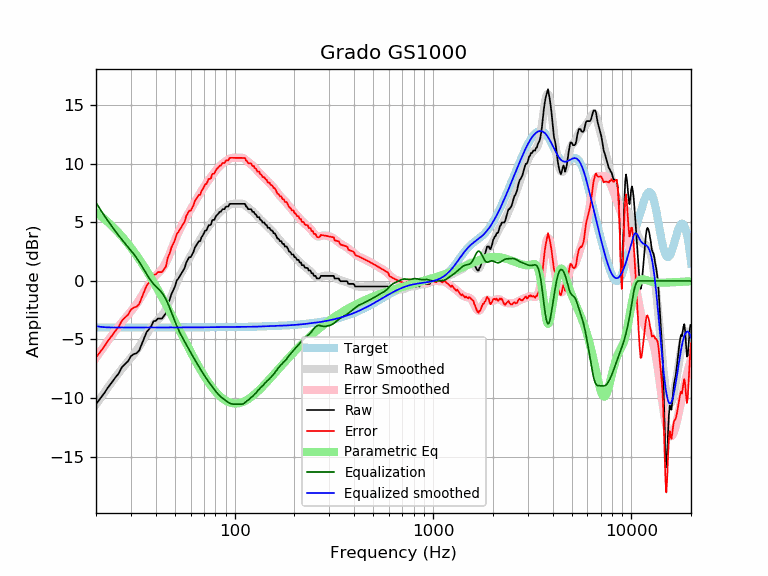 Grado GS1000
15
10
5
0
−5
−10
−15
Amplitude (dBr)
Target
Raw Smoothed
Error Smoothed
Raw
Error
Parametric Eq
Equalization
Equalized smoothed
100
1000
10000
Frequency (Hz)